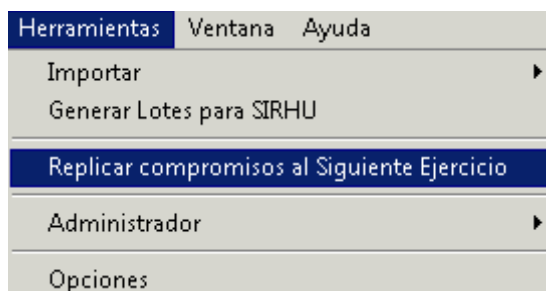 Herramientas Ventana Ayuda
Importar
Generar Lotes para SIRHU
Replicar compromisos al Siguiente Ejercicio
Administrador
Opciones